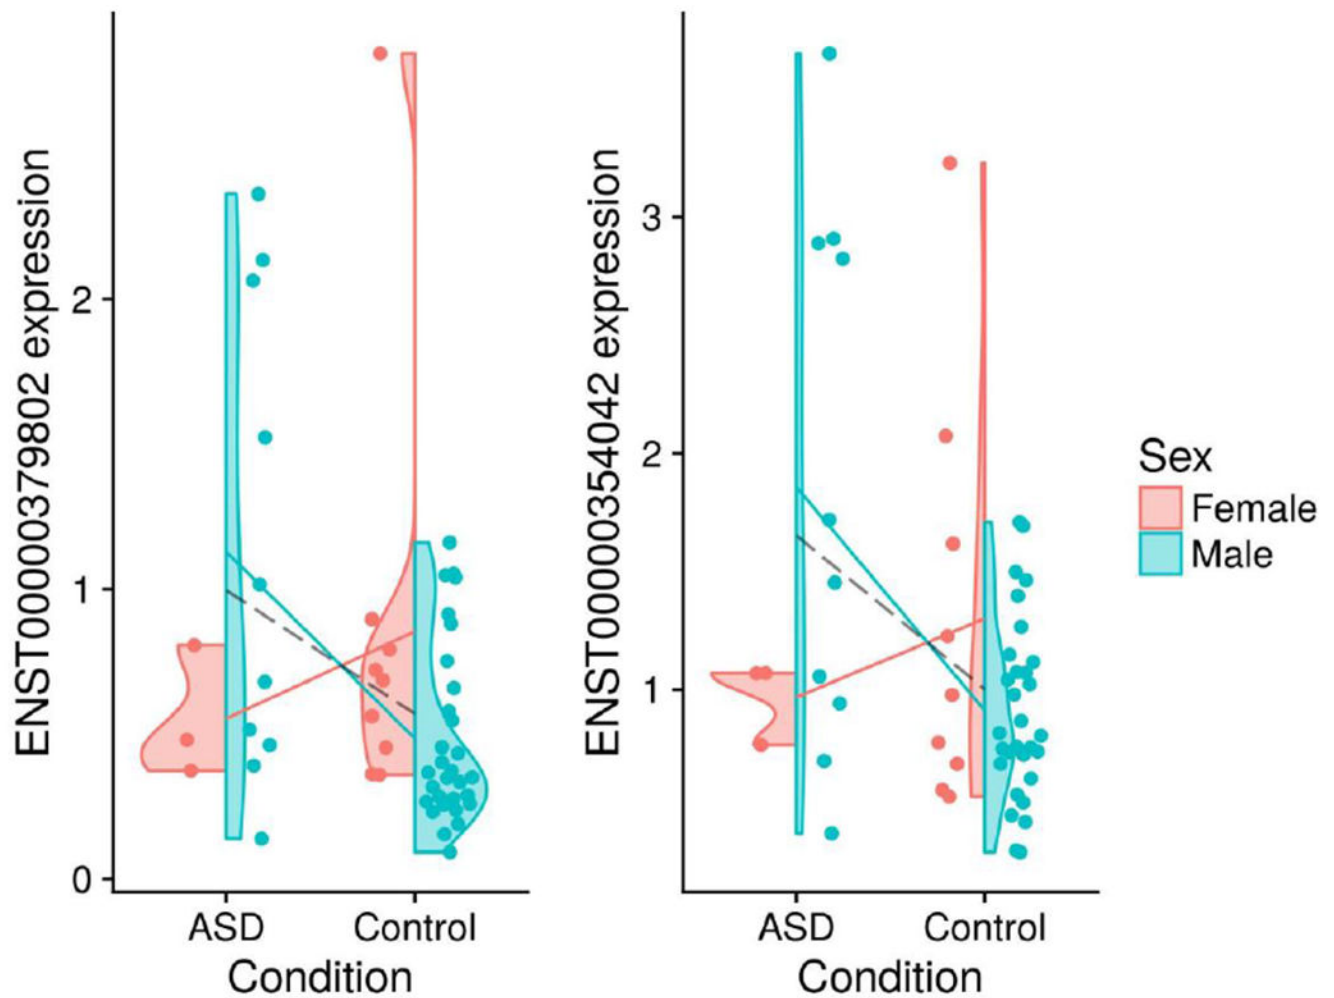 ENST00000379802 expression
2
1
0
ASD
Control
Condition
ENST00000354042 expression
3
2
1
ASD
Control
Condition
Sex
Female
Male